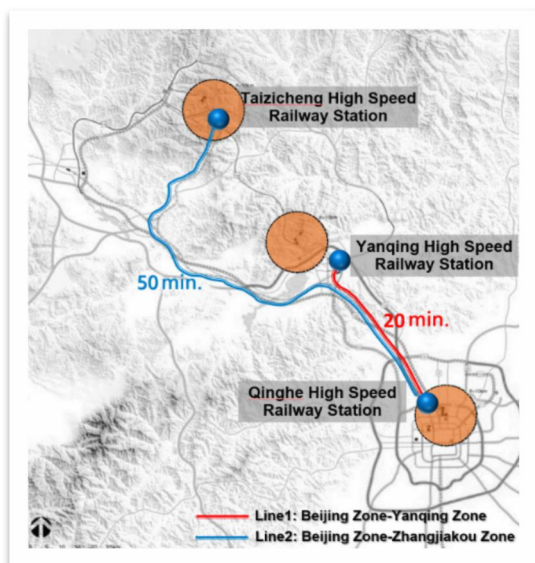 Taizicheng High Speed
Railway Station
Yanqing High Speed
Railway Station
50 min.
20 min.
Qinghe High Speed
Railway Station
Line1: Beijing Zone-Yanqing Zone
Line2: Beijing Zone-Zhangjiakou Zone